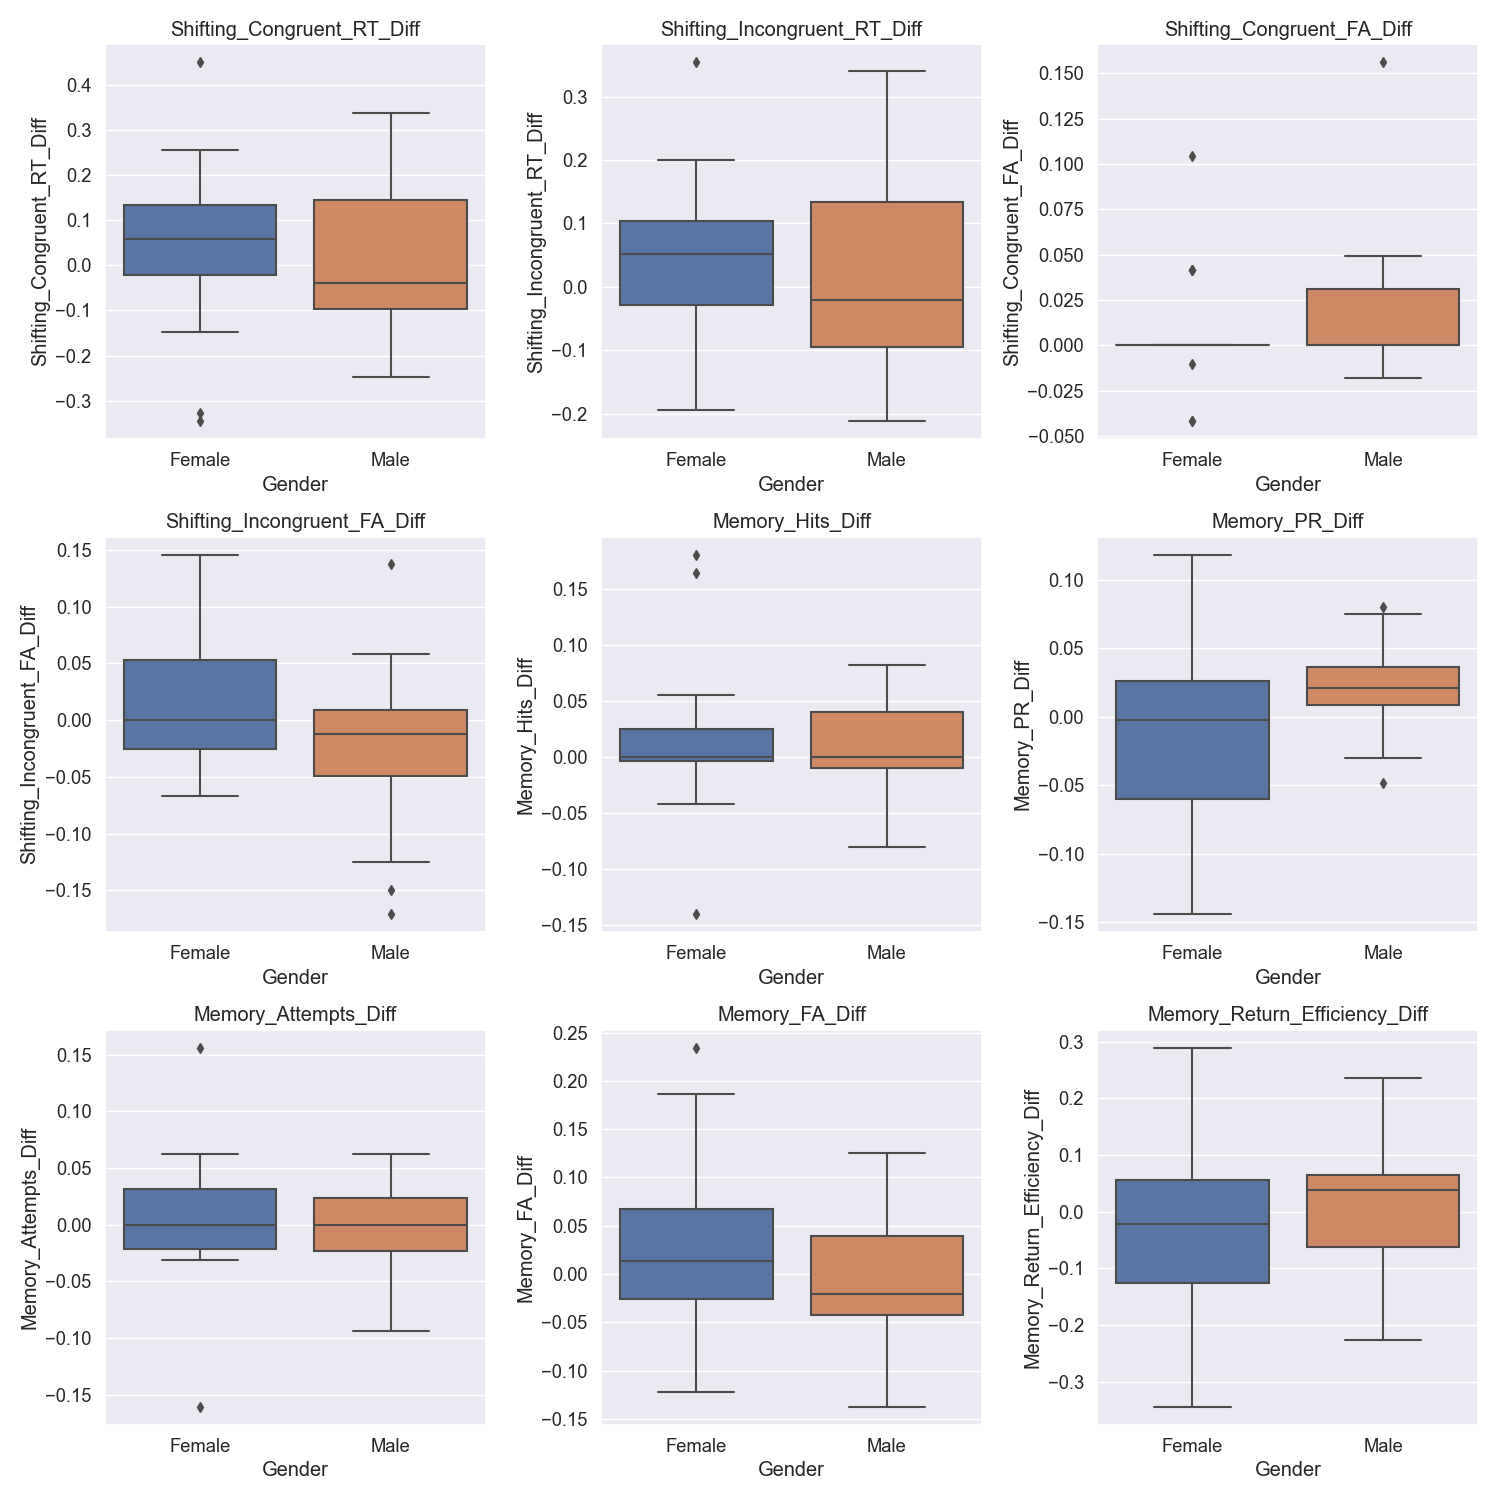 Shifting_Congruent_RT_Diff
Shifting_Congruent_RT_Diff
0.4
0.3
0.2
0.1
0.0
−0.1
−0.2
−0.3
Female Male
Gender
Shifting_Incongruent_RT_Diff
Shifting_Incongruent_RT_Diff
0.3
0.2
0.1
0.0
−0.1
−0.2
Female Male
Gender
Shifting_Congruent_FA_Diff
Shifting_Congruent_FA_Diff
0.150
0.125
0.100
0.075
0.050
0.025
0.000
−0.025
−0.050
Female Male
Gender
Shifting_Incongruent_FA_Diff
Shifting_Incongruent_FA_Diff
0.15
0.10
0.05
0.00
−0.05
−0.10
−0.15
Female Male
Gender
Memory_Hits_Diff
Memory_Hits_Diff
0.15
0.10
0.05
0.00
−0.05
−0.10
−0.15
Female Male
Gender
Memory_PR_Diff
Memory_PR_Diff
0.10
0.05
0.00
−0.05
−0.10
−0.15
Female Male
Gender
Memory_Attempts_Diff
Memory_Attempts_Diff
0.15
0.10
0.05
0.00
−0.05
−0.10
−0.15
Female Male
Gender
Memory_FA_Diff
Memory_FA_Diff
0.25
0.20
0.15
0.10
0.05
0.00
−0.05
−0.10
−0.15
Female Male
Gender
Memory_Return_Efficiency_Diff
Memory_Return_Efficiency_Diff
0.3
0.2
0.1
0.0
−0.1
−0.2
−0.3
Female Male
Gender